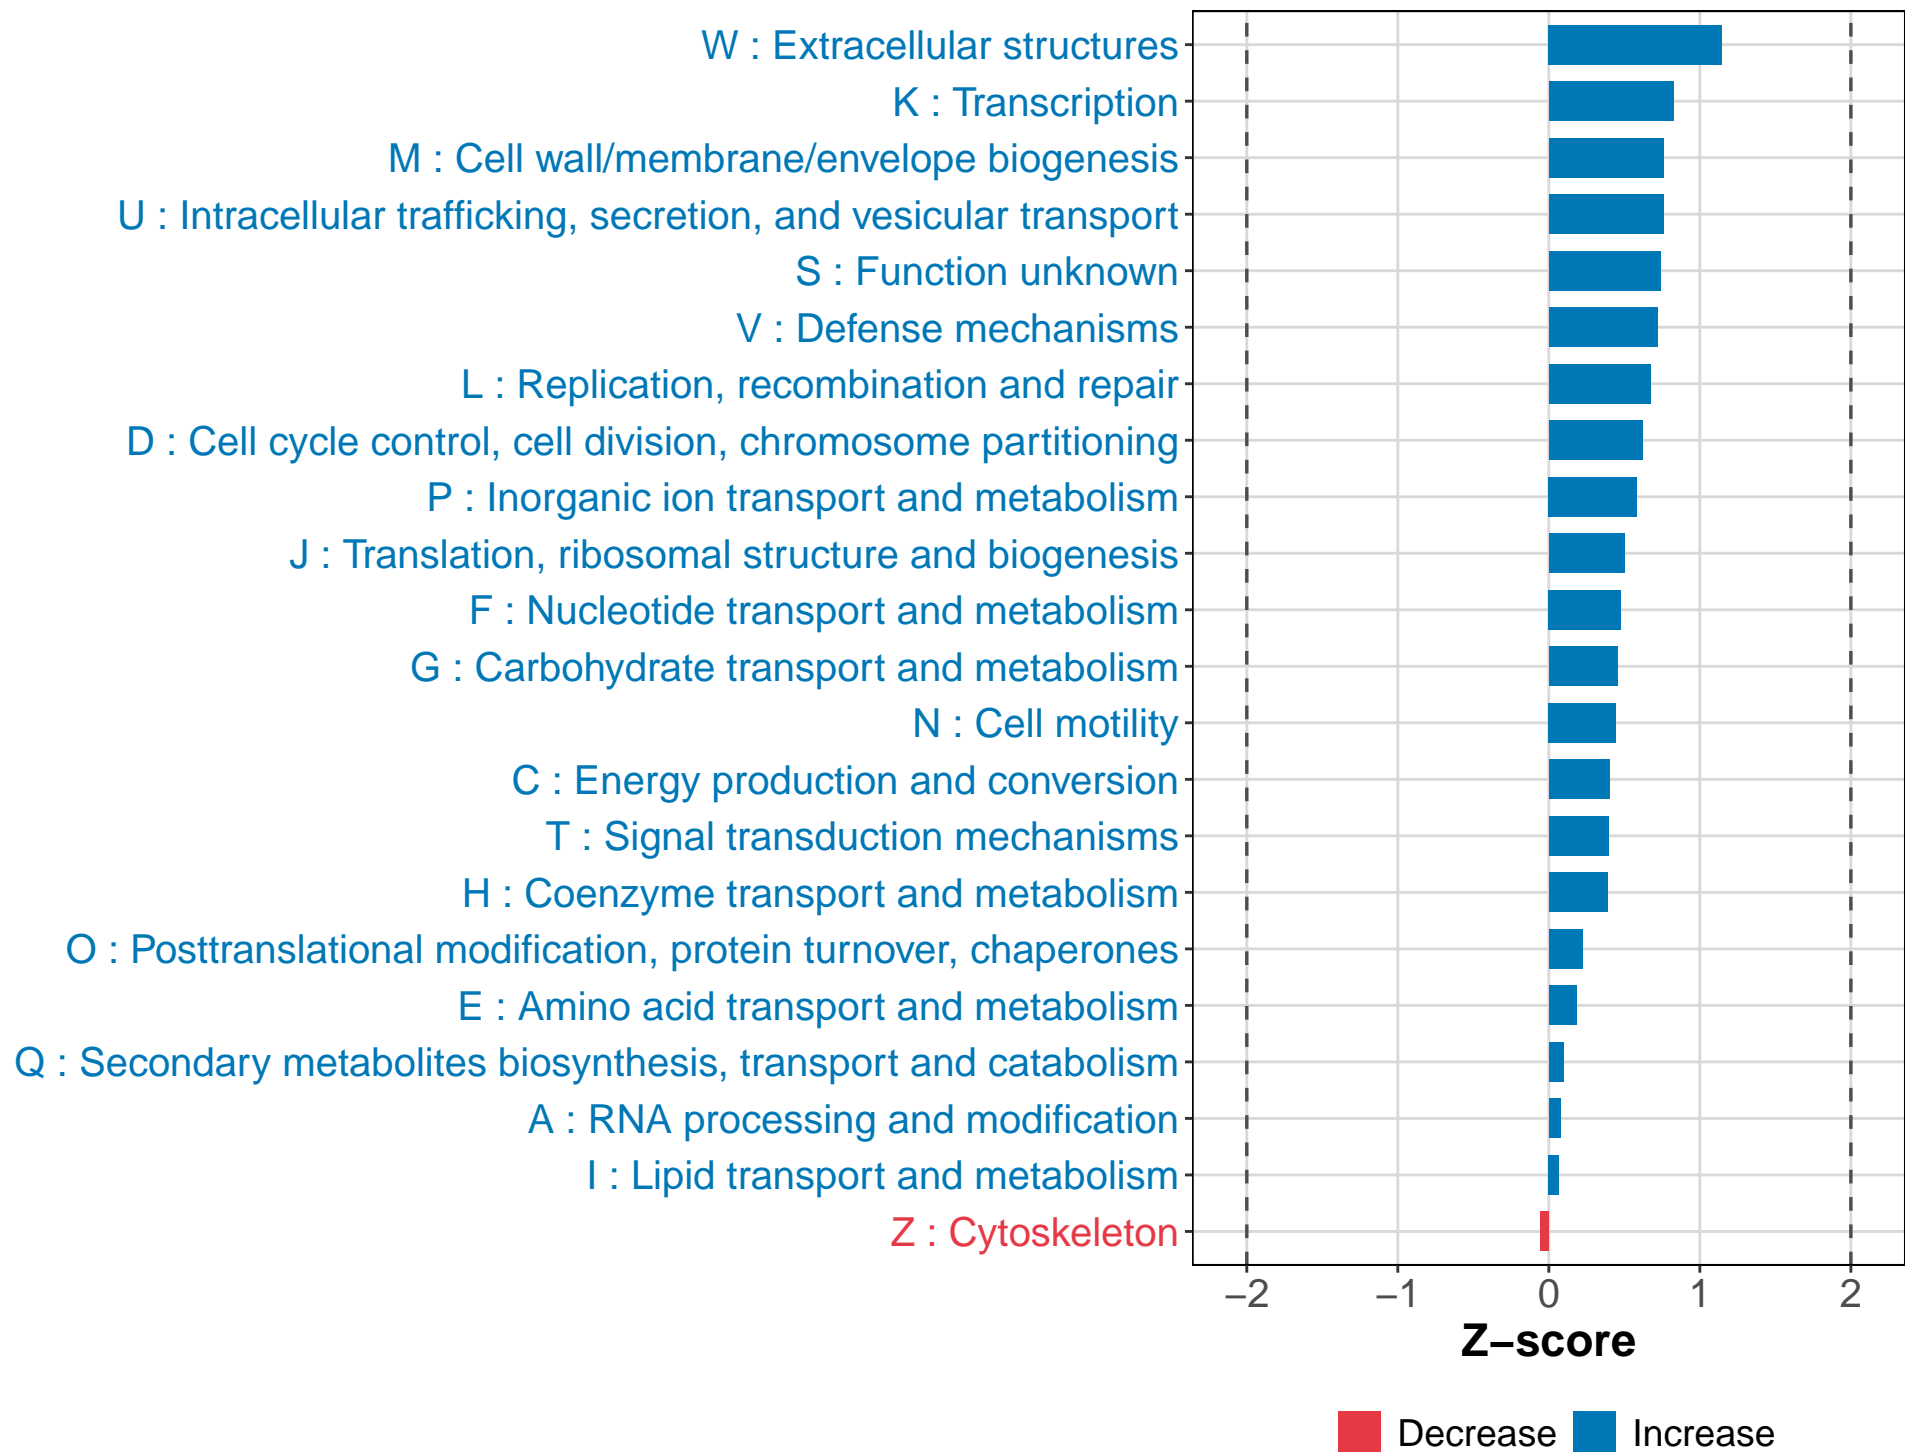 W : Extracellular structures
K : Transcription
M : Cell wall/membrane/envelope biogenesis
U : Intracellular trafficking, secretion, and vesicular transport
S : Function unknown
V : Defense mechanisms
L : Replication, recombination and repair
D : Cell cycle control, cell division, chromosome partitioning
P : Inorganic ion transport and metabolism
J : Translation, ribosomal structure and biogenesis
F : Nucleotide transport and metabolism
G : Carbohydrate transport and metabolism
N : Cell motility
C : Energy production and conversion
T : Signal transduction mechanisms
H : Coenzyme transport and metabolism
O : Posttranslational modification, protein turnover, chaperones
E : Amino acid transport and metabolism
Q : Secondary metabolites biosynthesis, transport and catabolism
A : RNA processing and modification
I : Lipid transport and metabolism
Z : Cytoskeleton
−2 −1 0 1 2
Z−score
Decrease Increase